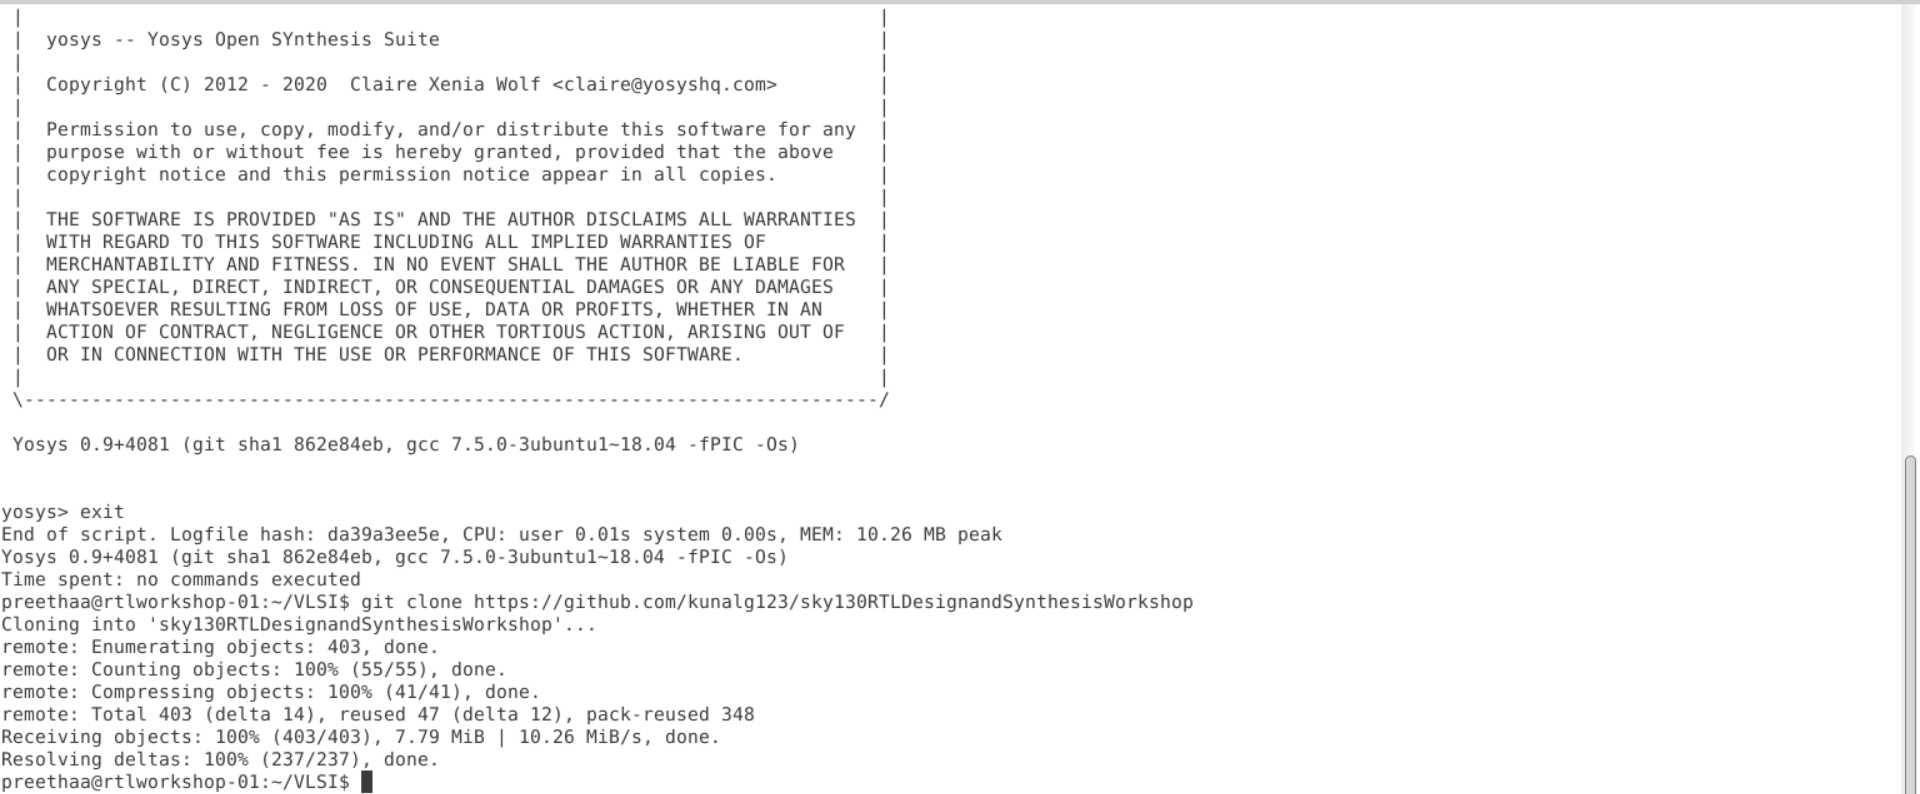 |                                                                            |
|  yosys -- Yosys Open SYnthesis Suite                                       |
|                                                                            |
|  Copyright (C) 2012 - 2020  Claire Xenia Wolf <claire@yosyshq.com>         |
|                                                                            |
|  Permission to use, copy, modify, and/or distribute this software for any  |
|  purpose with or without fee is hereby granted, provided that the above    |
|  copyright notice and this permission notice appear in all copies.         |
|                                                                            |
|  THE SOFTWARE IS PROVIDED "AS IS" AND THE AUTHOR DISCLAIMS ALL WARRANTIES  |
|  WITH REGARD TO THIS SOFTWARE INCLUDING ALL IMPLIED WARRANTIES OF          |
|  MERCHANTABILITY AND FITNESS. IN NO EVENT SHALL THE AUTHOR BE LIABLE FOR   |
|  ANY SPECIAL, DIRECT, INDIRECT, OR CONSEQUENTIAL DAMAGES OR ANY DAMAGES    |
|  WHATSOEVER RESULTING FROM LOSS OF USE, DATA OR PROFITS, WHETHER IN AN     |
|  ACTION OF CONTRACT, NEGLIGENCE OR OTHER TORTIOUS ACTION, ARISING OUT OF   |
|  OR IN CONNECTION WITH THE USE OR PERFORMANCE OF THIS SOFTWARE.            |
|                                                                            |
\----------------------------------------------------------------------------/
Yosys 0.9+4081 (git sha1 862e84eb, gcc 7.5.0-3ubuntu1~18.04 -fPIC -Os)
yosys> exit
End of script. Logfile hash: da39a3ee5e, CPU: user 0.01s system 0.00s, MEM: 10.26 MB peak
Yosys 0.9+4081 (git sha1 862e84eb, gcc 7.5.0-3ubuntu1~18.04 -fPIC -Os)
Time spent: no commands executed
preethaa@rtlworkshop-01:~/VLSI$ git clone https://github.com/kunalg123/sky130RTLDesignandSynthesisWorkshop
Cloning into 'sky130RTLDesignandSynthesisWorkshop'...
remote: Enumerating objects: 403, done.
remote: Counting objects: 100% (55/55), done.
remote: Compressing objects: 100% (41/41), done.
remote: Total 403 (delta 14), reused 47 (delta 12), pack-reused 348
Receiving objects: 100% (403/403), 7.79 MiB | 10.26 MiB/s, done.
Resolving deltas: 100% (237/237), done.
preethaa@rtlworkshop-01:~/VLSI$